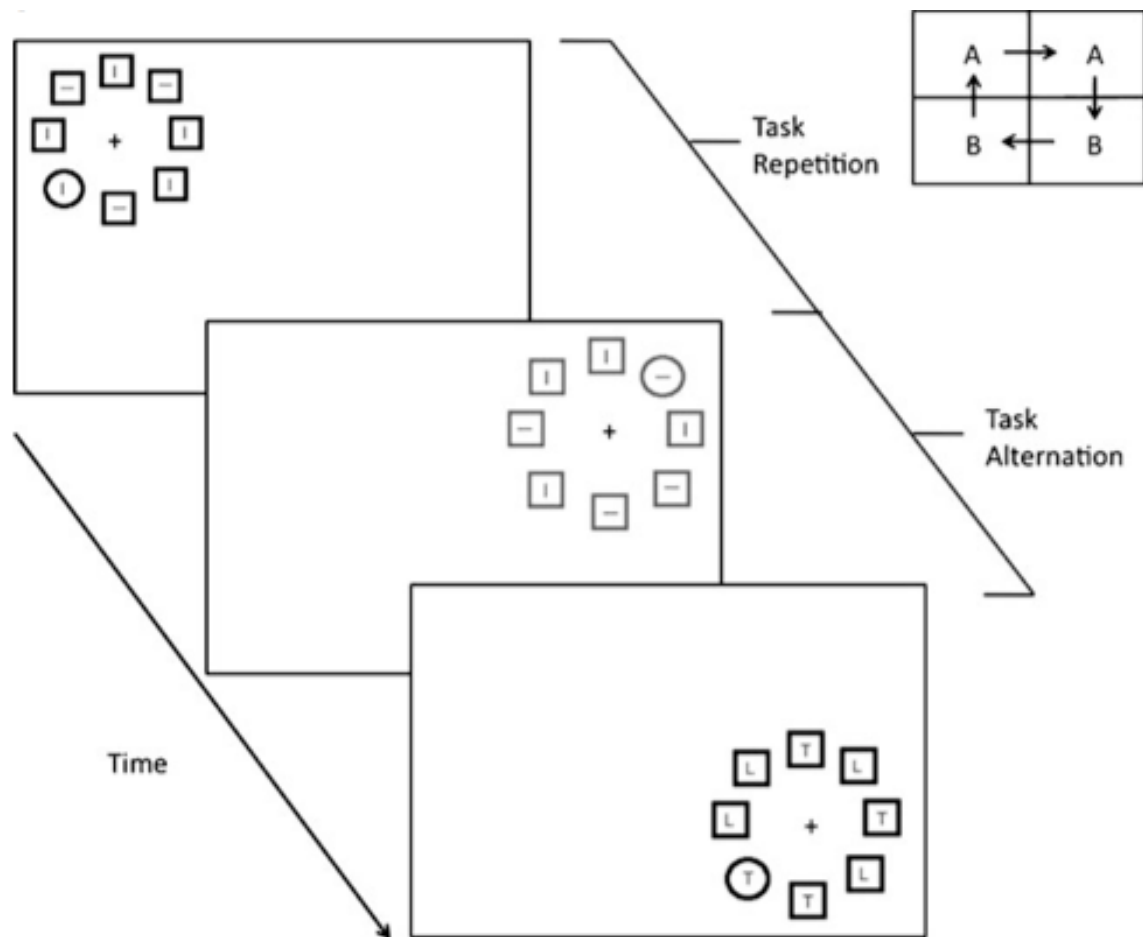 A A
B B
Task
Repetition
Task
Alternation
Time
I
— —
I I
+
I I
—
I
I —
— I
+
I —
—
T
L L
L T
+
T L
T